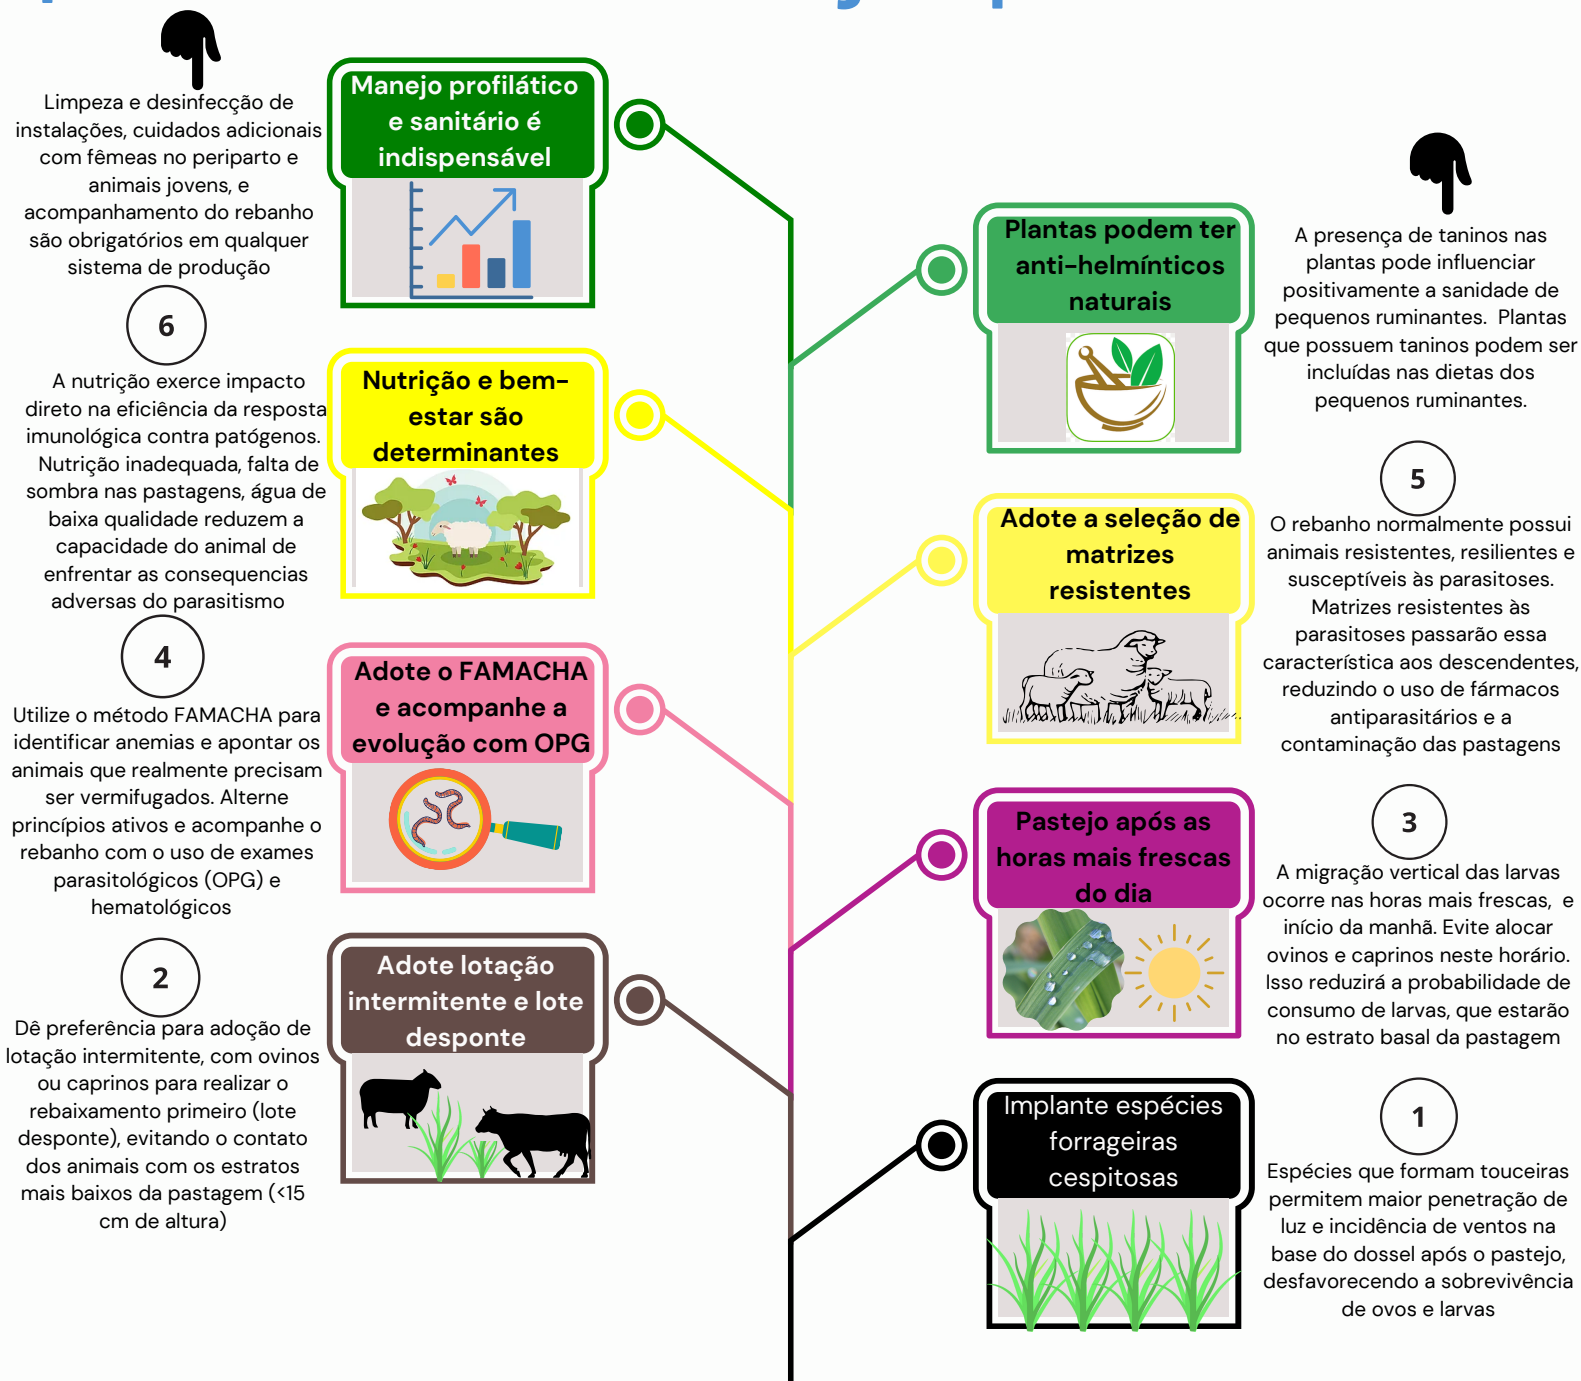 Limpeza e desinfecção de
instalações, cuidados adicionais
com fêmeas no periparto e
animais jovens, e
acompanhamento do rebanho
são obrigatórios em qualquer
sistema de produção
Manejo profilático
e sanitário é
indispensável
Plantas podem ter
anti-helmínticos
naturais
A presença de taninos nas
plantas pode influenciar
positivamente a sanidade de
pequenos ruminantes. Plantas
que possuem taninos podem ser
incluídas nas dietas dos
pequenos ruminantes.
6
A nutrição exerce impacto
direto na eficiência da resposta
imunológica contra patógenos.
Nutrição inadequada, falta de
sombra nas pastagens, água de
baixa qualidade reduzem a
capacidade do animal de
enfrentar as consequencias
adversas do parasitismo
Nutrição e bem-
estar são
determinantes
5
Adote a seleção de
matrizes
resistentes
O rebanho normalmente possui
animais resistentes, resilientes e
susceptíveis às parasitoses.
Matrizes resistentes às
parasitoses passarão essa
característica aos descendentes,
reduzindo o uso de fármacos
antiparasitários e a
contaminação das pastagens
4
Utilize o método FAMACHA para
identificar anemias e apontar os
animais que realmente precisam
ser vermifugados. Alterne
princípios ativos e acompanhe o
rebanho com o uso de exames
parasitológicos (OPG) e
hematológicos
Adote o FAMACHA
e acompanhe a
evolução com OPG
3
Pastejo após as
horas mais frescas
do dia
A migração vertical das larvas
ocorre nas horas mais frescas, e
início da manhã. Evite alocar
ovinos e caprinos neste horário.
Isso reduzirá a probabilidade de
consumo de larvas, que estarão
no estrato basal da pastagem
2
Dê preferência para adoção de
lotação intermitente, com ovinos
ou caprinos para realizar o
rebaixamento primeiro (lote
desponte), evitando o contato
dos animais com os estratos
mais baixos da pastagem (<15
cm de altura)
Adote lotação
intermitente e lote
desponte
1
Implante espécies
forrageiras
cespitosas
Espécies que formam touceiras
permitem maior penetração de
luz e incidência de ventos na
base do dossel após o pastejo,
desfavorecendo a sobrevivência
de ovos e larvas